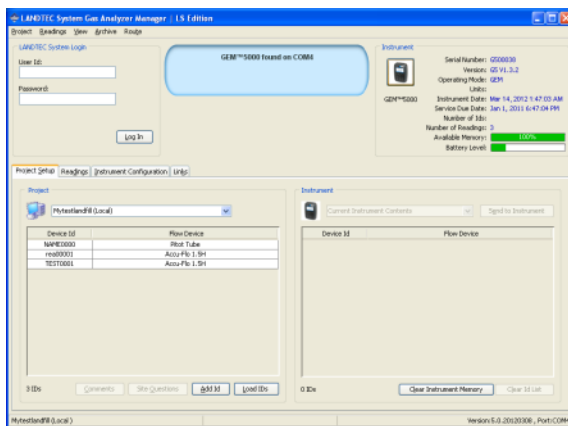 LANDTEC System Gas Analyzer Manager | LS Edition
Project Readings View Archive Route
LANDTEC System Login
User Id:
Password:
Log In
GEM™5000 found on COM4
Instrument
GEM™5000
Serial Number: G500038
Version: G5 V1.3.2
Operating Mode: GEM
Units:
Instrument Date: Mar 14, 2012 1:47:03 AM
Service Due Date: Jan 1, 2011 6:47:04 PM
Number of Ids:
Number of Readings: 3
Available Memory: 100%
Battery Level:
Project Setup Readings Instrument Configuration Links
Project
Mytestlandfill (Local)
Device Id Flow Device
NAME0000 Pitot Tube
rea00001 Accu-Flo 1.5H
TEST0001 Accu-Flo 1.5H
3 IDs Comments Site Questions Add Id Load IDs
Instrument
Current Instrument Contents Send to Instrument
Device Id Flow Device
0 IDs Clear Instrument Memory Clear Id List
Mytestlandfill (Local ) Version:5.0.20120308 , Port:COM4